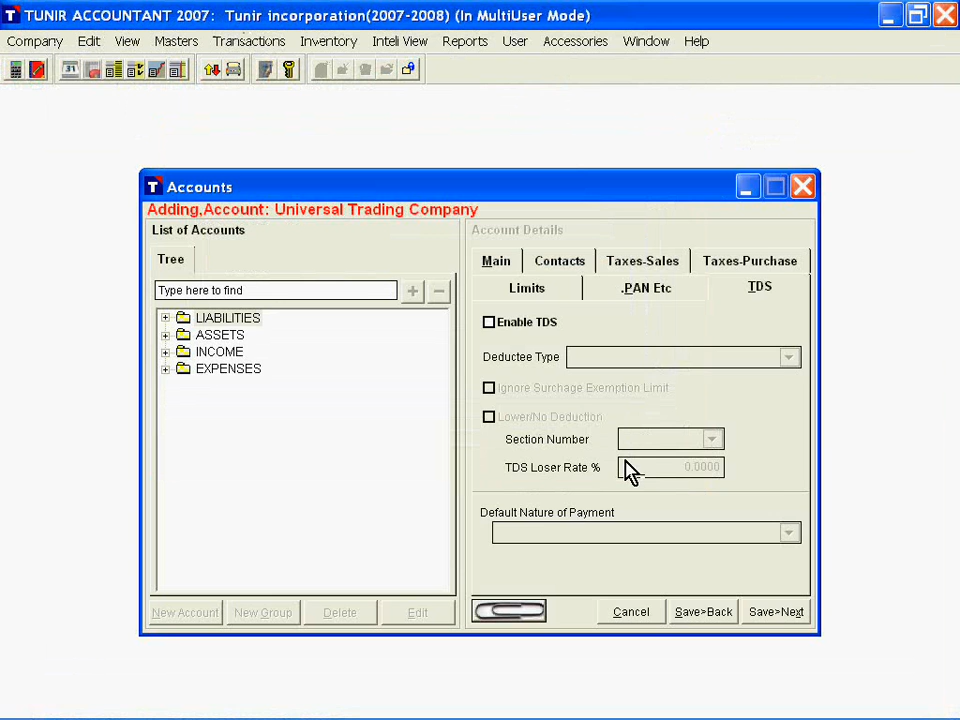 TUNIR ACCOUNTANT 2007: Tunir incorporation(2007-2008) (In MultiUser Mode)
Company Edit View Masters Transactions Inventory Inteli View Reports User Accessories Window Help
31
Accounts
Adding,Account: Universal Trading Company
List of Accounts
Tree
Type here to find
LIABILITIES
ASSETS
INCOME
EXPENSES
New Account New Group Delete Edit
Account Details
Main Contacts Taxes-Sales Taxes-Purchase
Limits .PAN Etc TDS
Enable TDS
Deductee Type
Ignore Surchage Exemption Limit
Lower/No Deduction
Section Number
TDS Loser Rate % 0.0000
Default Nature of Payment
Cancel Save>Back Save>Next